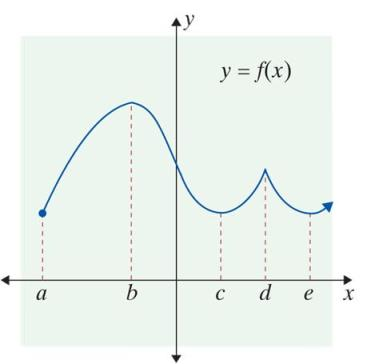 y
y = f(x)
a b c d e x